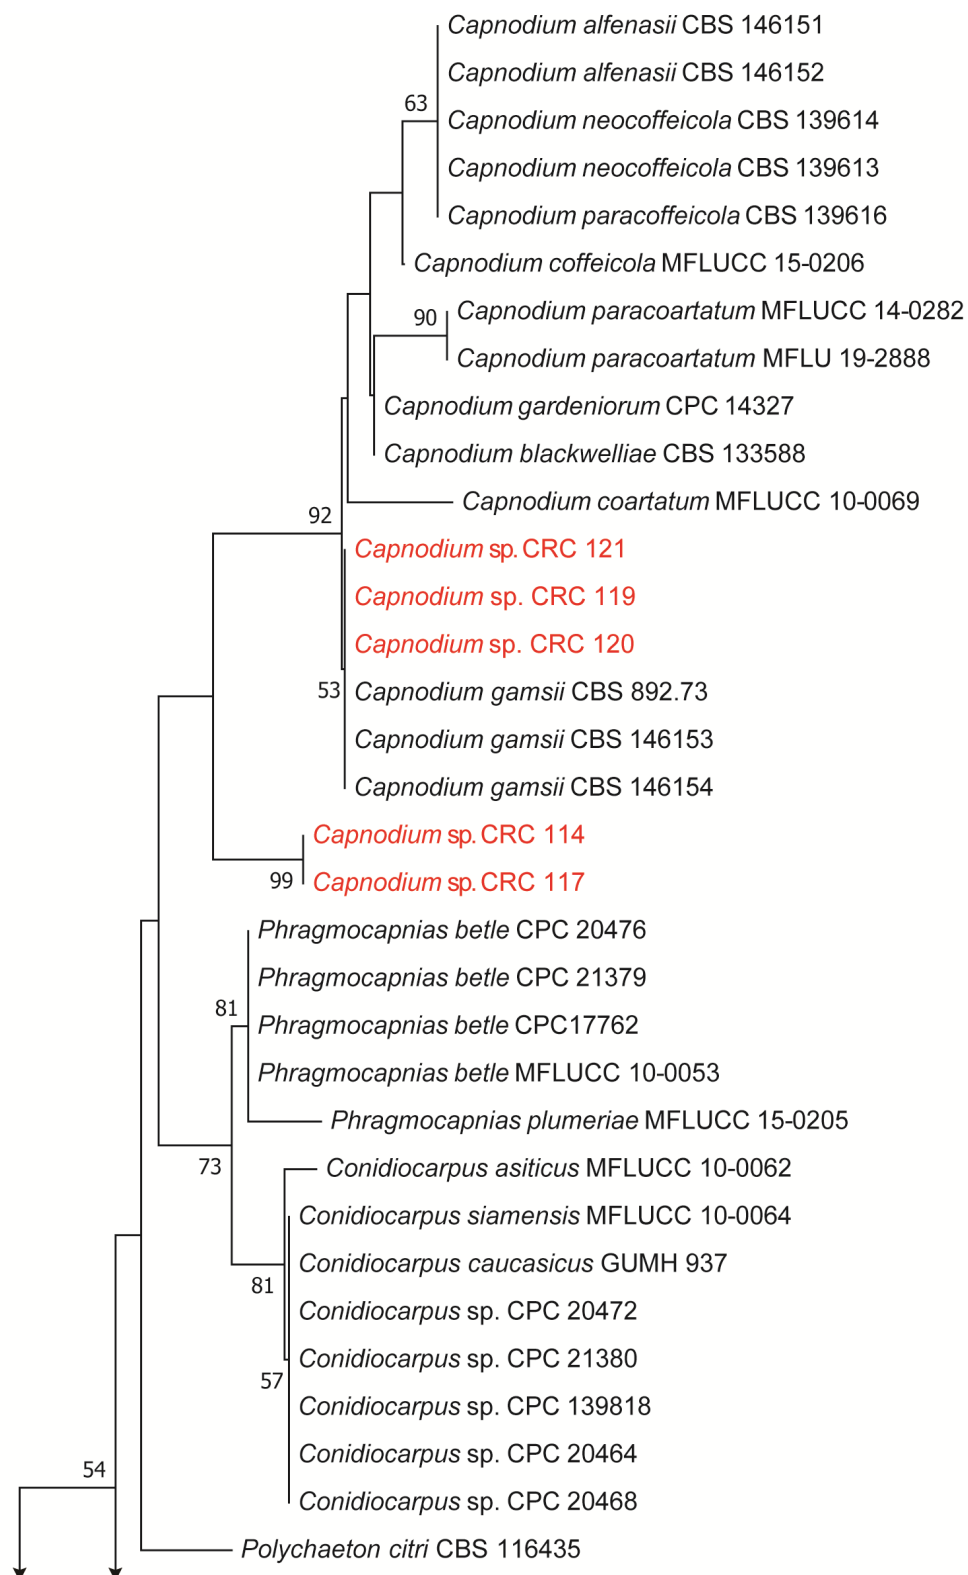 Capnodium alfenasii CBS 146151
Capnodium alfenasii CBS 146152
63
Capnodium neocoffeicola CBS 139614
Capnodium neocoffeicola CBS 139613
Capnodium paracoffeicola CBS 139616
Capnodium coffeicola MFLUCC 15-0206
90
Capnodium paracoartatum MFLUCC 14-0282
Capnodium paracoartatum MFLU 19-2888
Capnodium gardeniorum CPC 14327
Capnodium blackwelliae CBS 133588
Capnodium coartatum MFLUCC 10-0069
92
Capnodium sp. CRC 121
Capnodium sp. CRC 119
Capnodium sp. CRC 120
53
Capnodium gamsii CBS 892.73
Capnodium gamsii CBS 146153
Capnodium gamsii CBS 146154
Capnodium sp. CRC 114
99
Capnodium sp. CRC 117
Phragmocapnias betle CPC 20476
Phragmocapnias betle CPC 21379
81
Phragmocapnias betle CPC17762
Phragmocapnias betle MFLUCC 10-0053
Phragmocapnias plumeriae MFLUCC 15-0205
73
Conidiocarpus asiticus MFLUCC 10-0062
Conidiocarpus siamensis MFLUCC 10-0064
Conidiocarpus caucasicus GUMH 937
81
Conidiocarpus sp. CPC 20472
Conidiocarpus sp. CPC 21380
57
Conidiocarpus sp. CPC 139818
Conidiocarpus sp. CPC 20464
54
Conidiocarpus sp. CPC 20468
Polychaeton citri CBS 116435